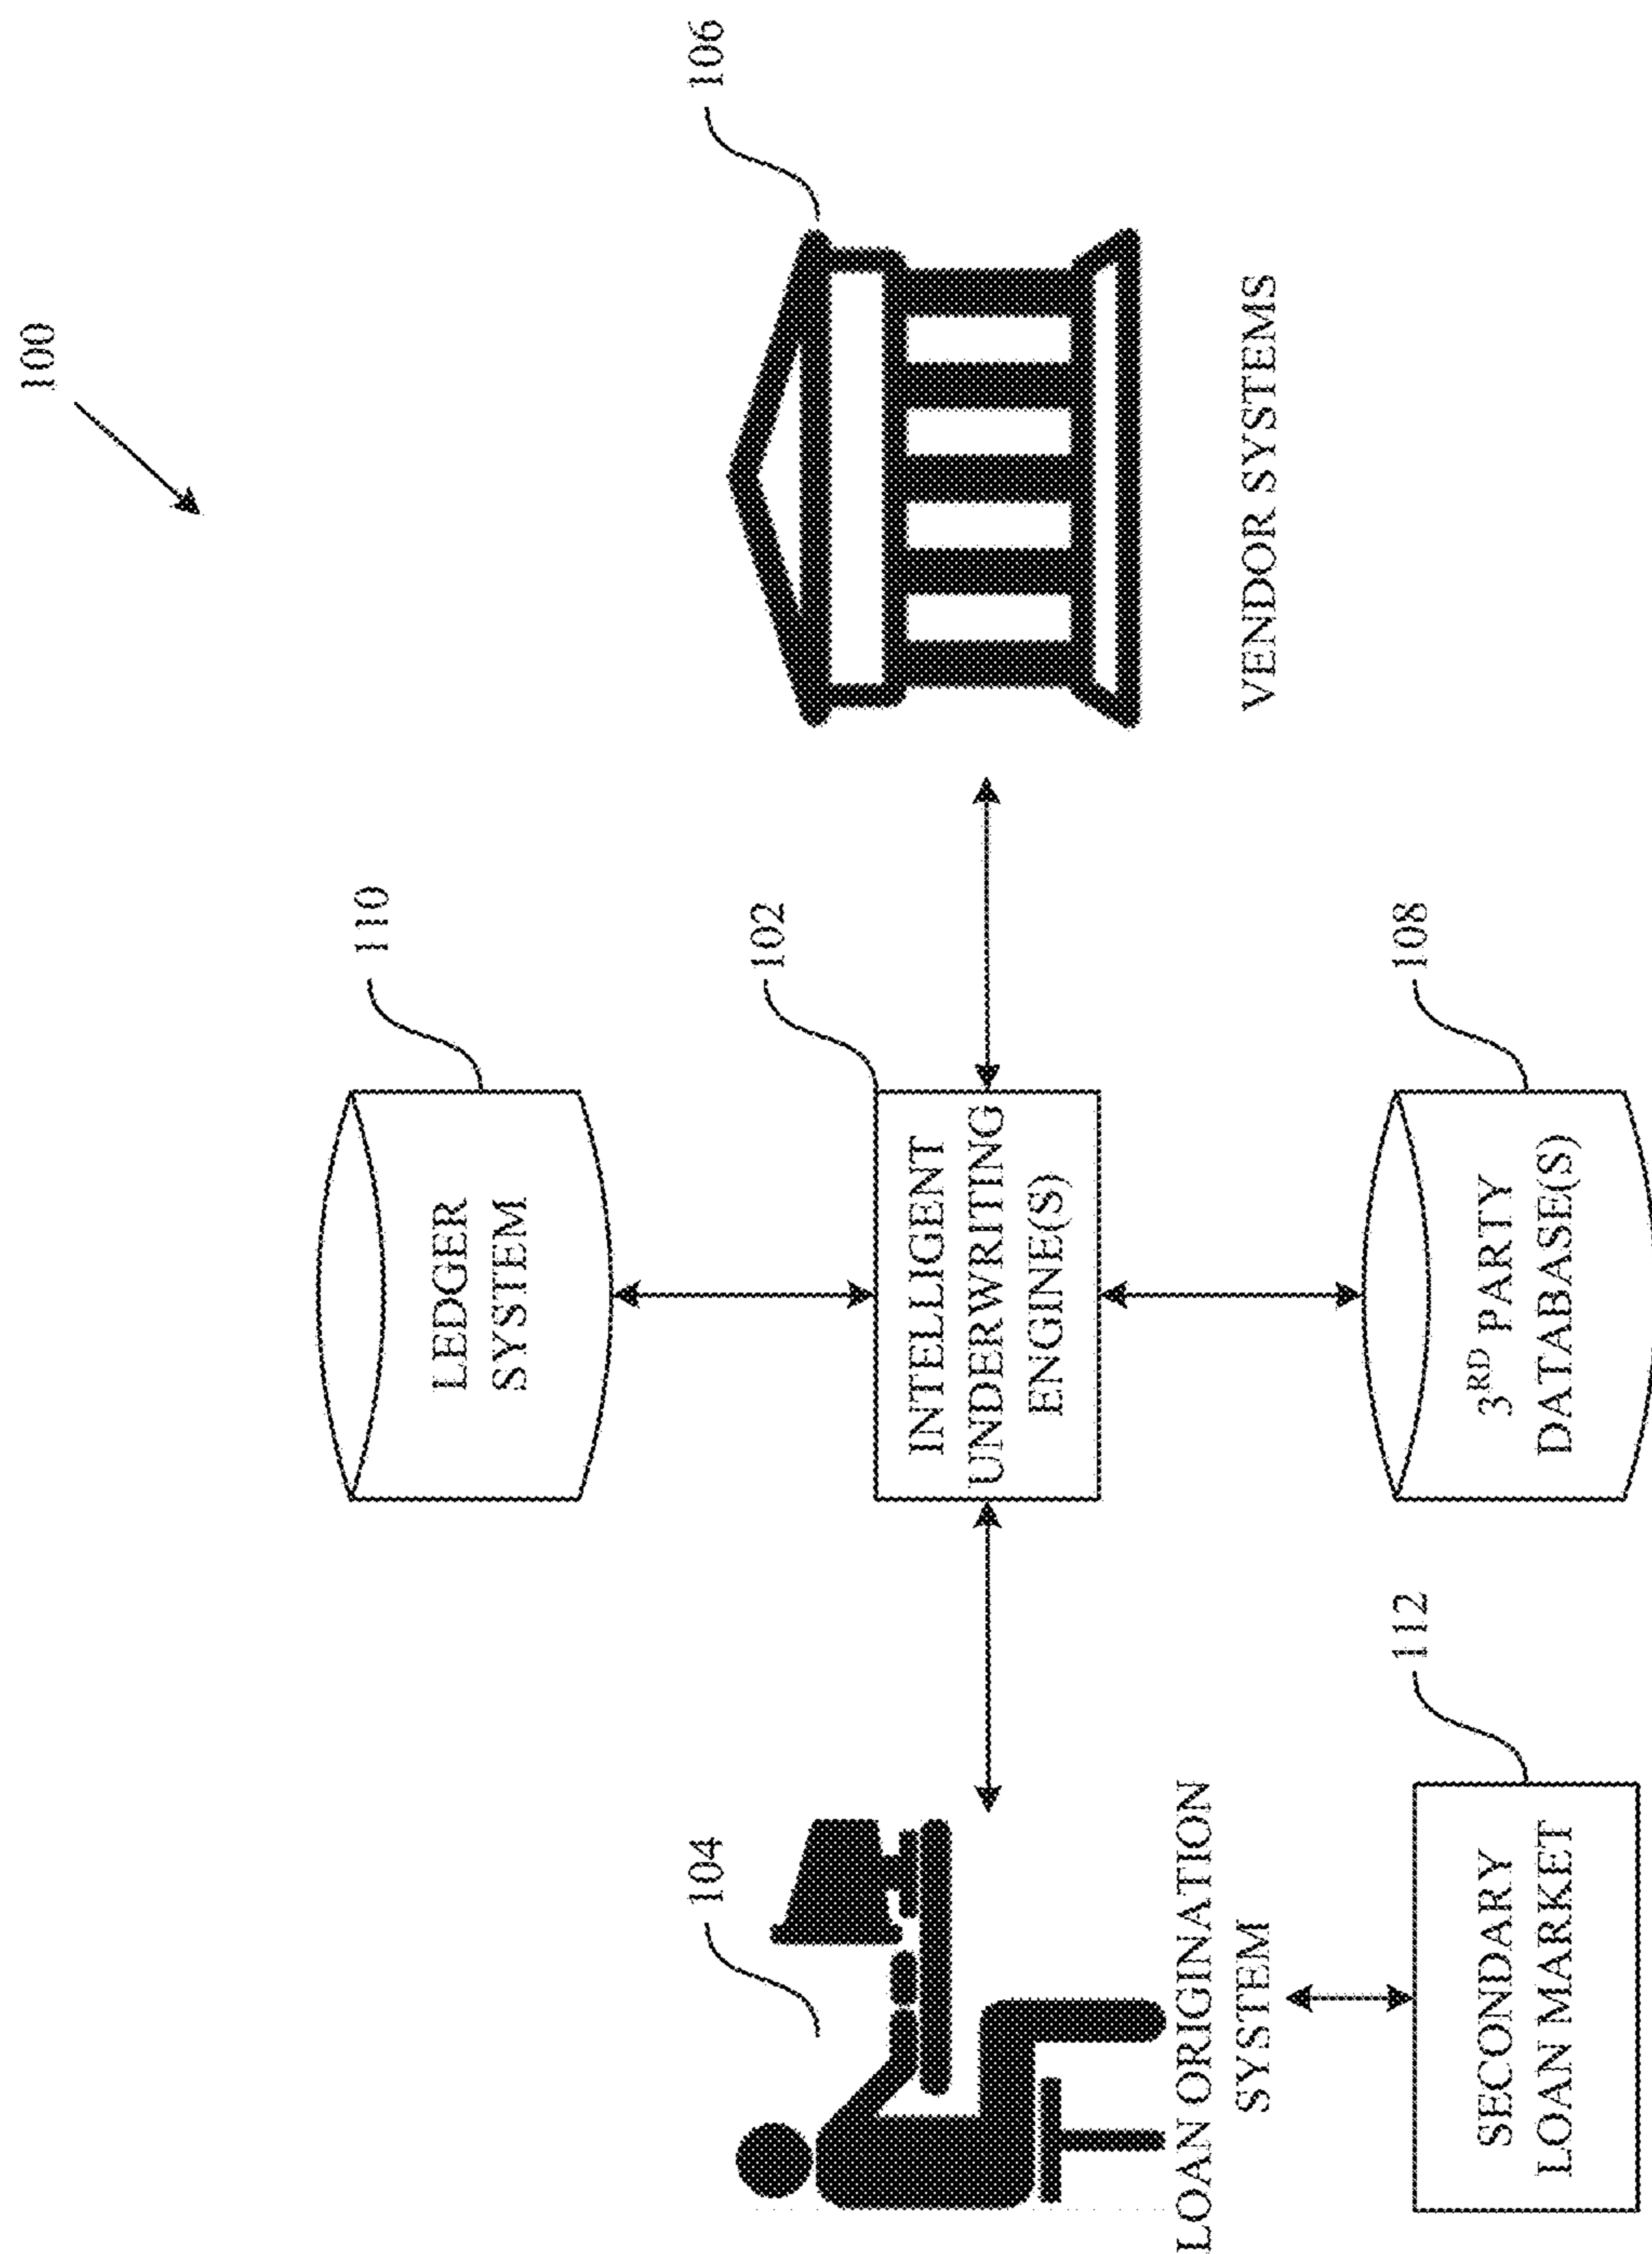 100
110
LEDGER
SYSTEM
104
102
106
INTELLIGENT
UNDERWRITING
ENGINE(S)
LOAN ORIGINATION
SYSTEM
VENDOR SYSTEMS
112
108
SECONDARY
LOAN MARKET
3RD PARTY
DATABASE(S)